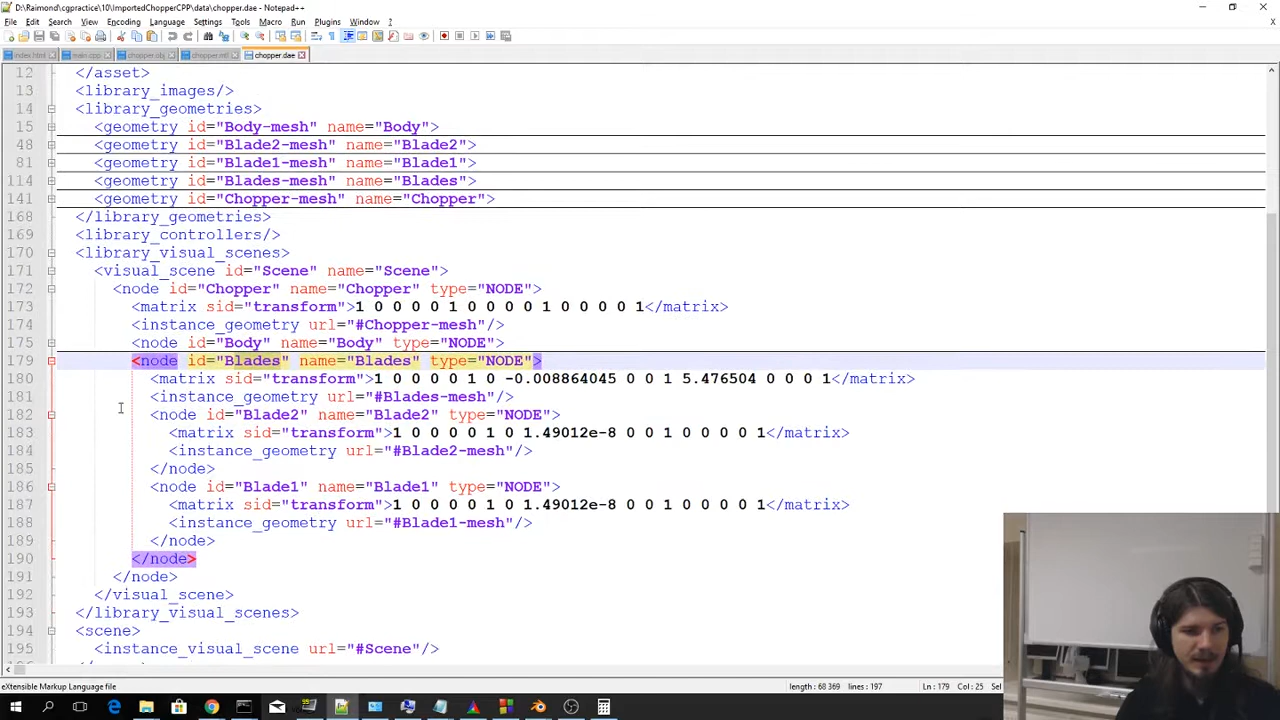 D:\Raimond\cgpractice\10\ImportedChopperCPP\data\chopper.dae - Notepad++
File Edit Search View Encoding Language Settings Tools Macro Run Plugins Window ?
index.html main.cpp chopper.obj chopper.mtl chopper.dae
12 </asset>
13 <library_images/>
14 <library_geometries>
15 <geometry id="Body-mesh" name="Body">
48 <geometry id="Blade2-mesh" name="Blade2">
81 <geometry id="Blade1-mesh" name="Blade1">
114 <geometry id="Blades-mesh" name="Blades">
141 <geometry id="Chopper-mesh" name="Chopper">
168 </library_geometries>
169 <library_controllers/>
170 <library_visual_scenes>
171 <visual_scene id="Scene" name="Scene">
172 <node id="Chopper" name="Chopper" type="NODE">
173 <matrix sid="transform">1 0 0 0 0 1 0 0 0 0 1 0 0 0 0 1</matrix>
174 <instance_geometry url="#Chopper-mesh"/>
175 <node id="Body" name="Body" type="NODE">
179 <node id="Blades" name="Blades" type="NODE">
180 <matrix sid="transform">1 0 0 0 0 1 0 -0.008864045 0 0 1 5.476504 0 0 0 1</matrix>
181 <instance_geometry url="#Blades-mesh"/>
182 <node id="Blade2" name="Blade2" type="NODE">
183 <matrix sid="transform">1 0 0 0 0 1 0 1.49012e-8 0 0 1 0 0 0 0 1</matrix>
184 <instance_geometry url="#Blade2-mesh"/>
185 </node>
186 <node id="Blade1" name="Blade1" type="NODE">
187 <matrix sid="transform">1 0 0 0 0 1 0 1.49012e-8 0 0 1 0 0 0 0 1</matrix>
188 <instance_geometry url="#Blade1-mesh"/>
189 </node>
190 </node>
191 </node>
192 </visual_scene>
193 </library_visual_scenes>
194 <scene>
195 <instance_visual_scene url="#Scene"/>
eXtensible Markup Language file length : 68 369 lines : 197 Ln : 179 Col : 25 Sel